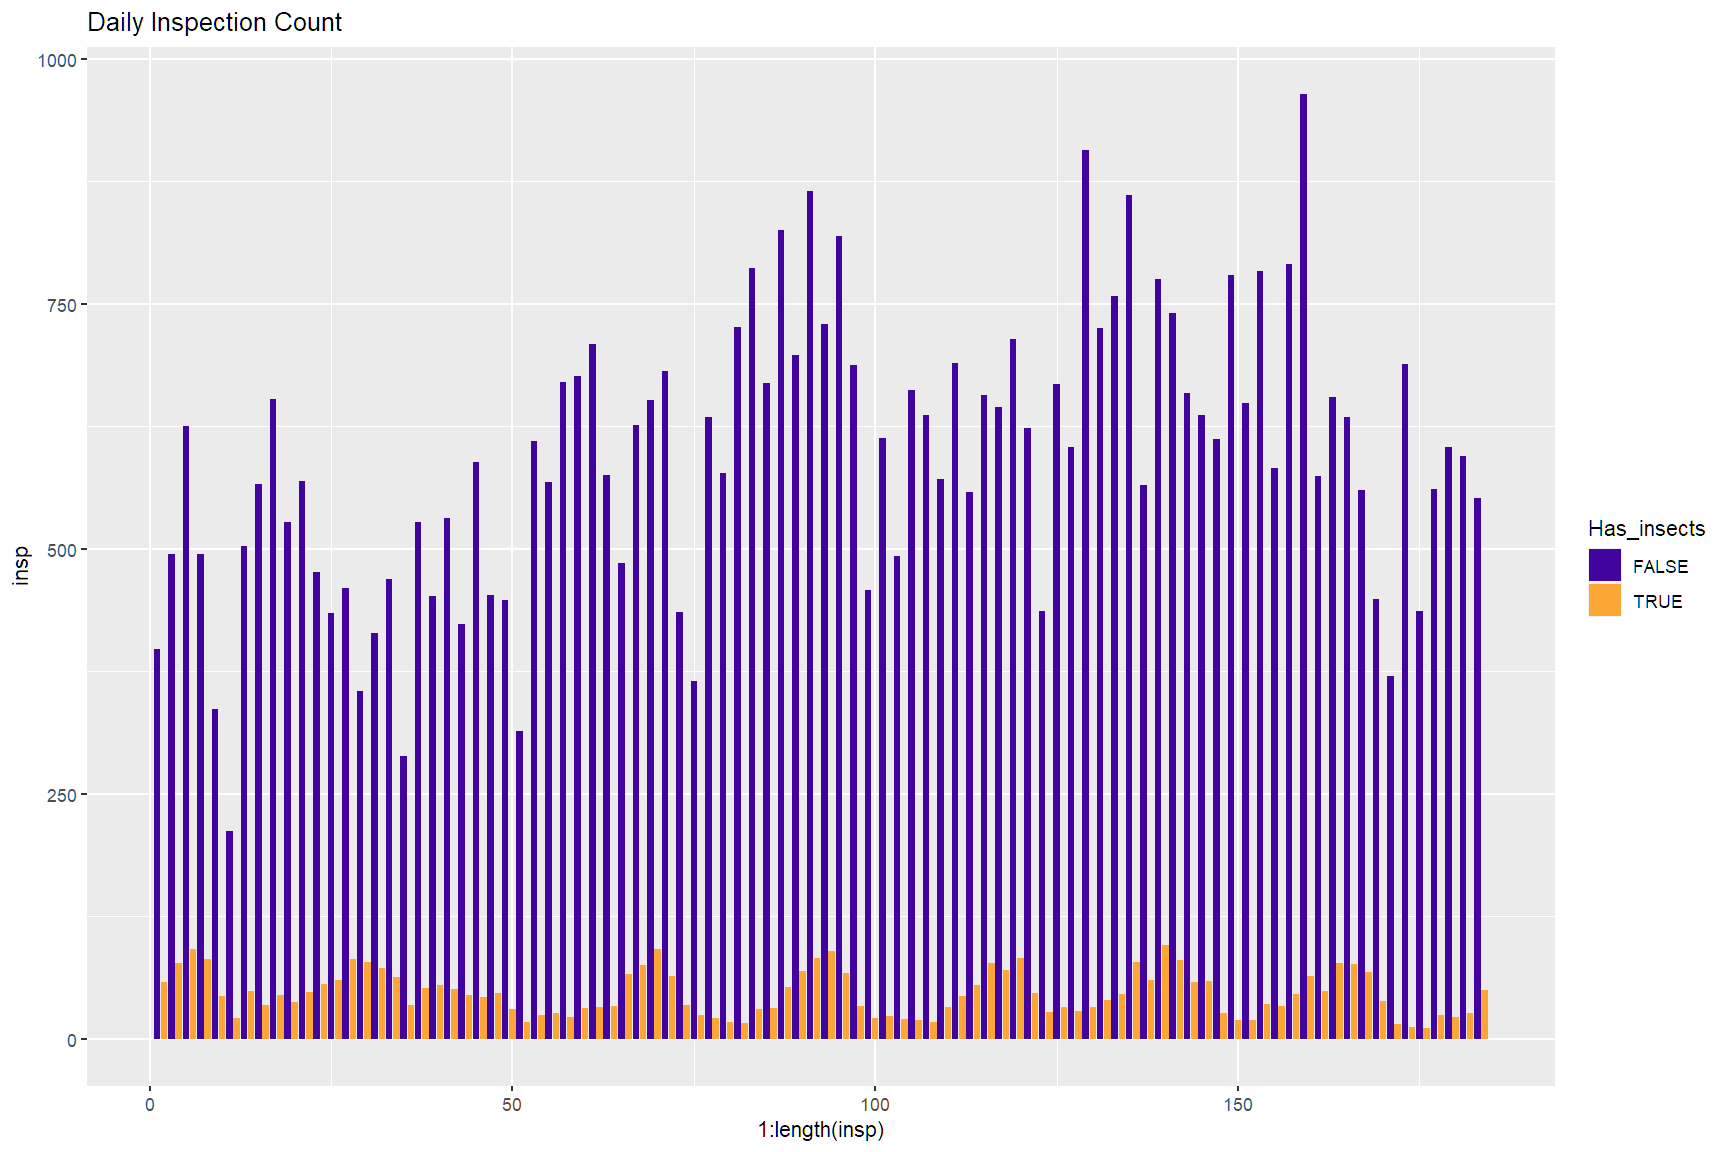 Daily Inspection Count
1000
750
500
250
0
insp
0 50 100 150
1:length(insp)
Has_insects
FALSE
TRUE